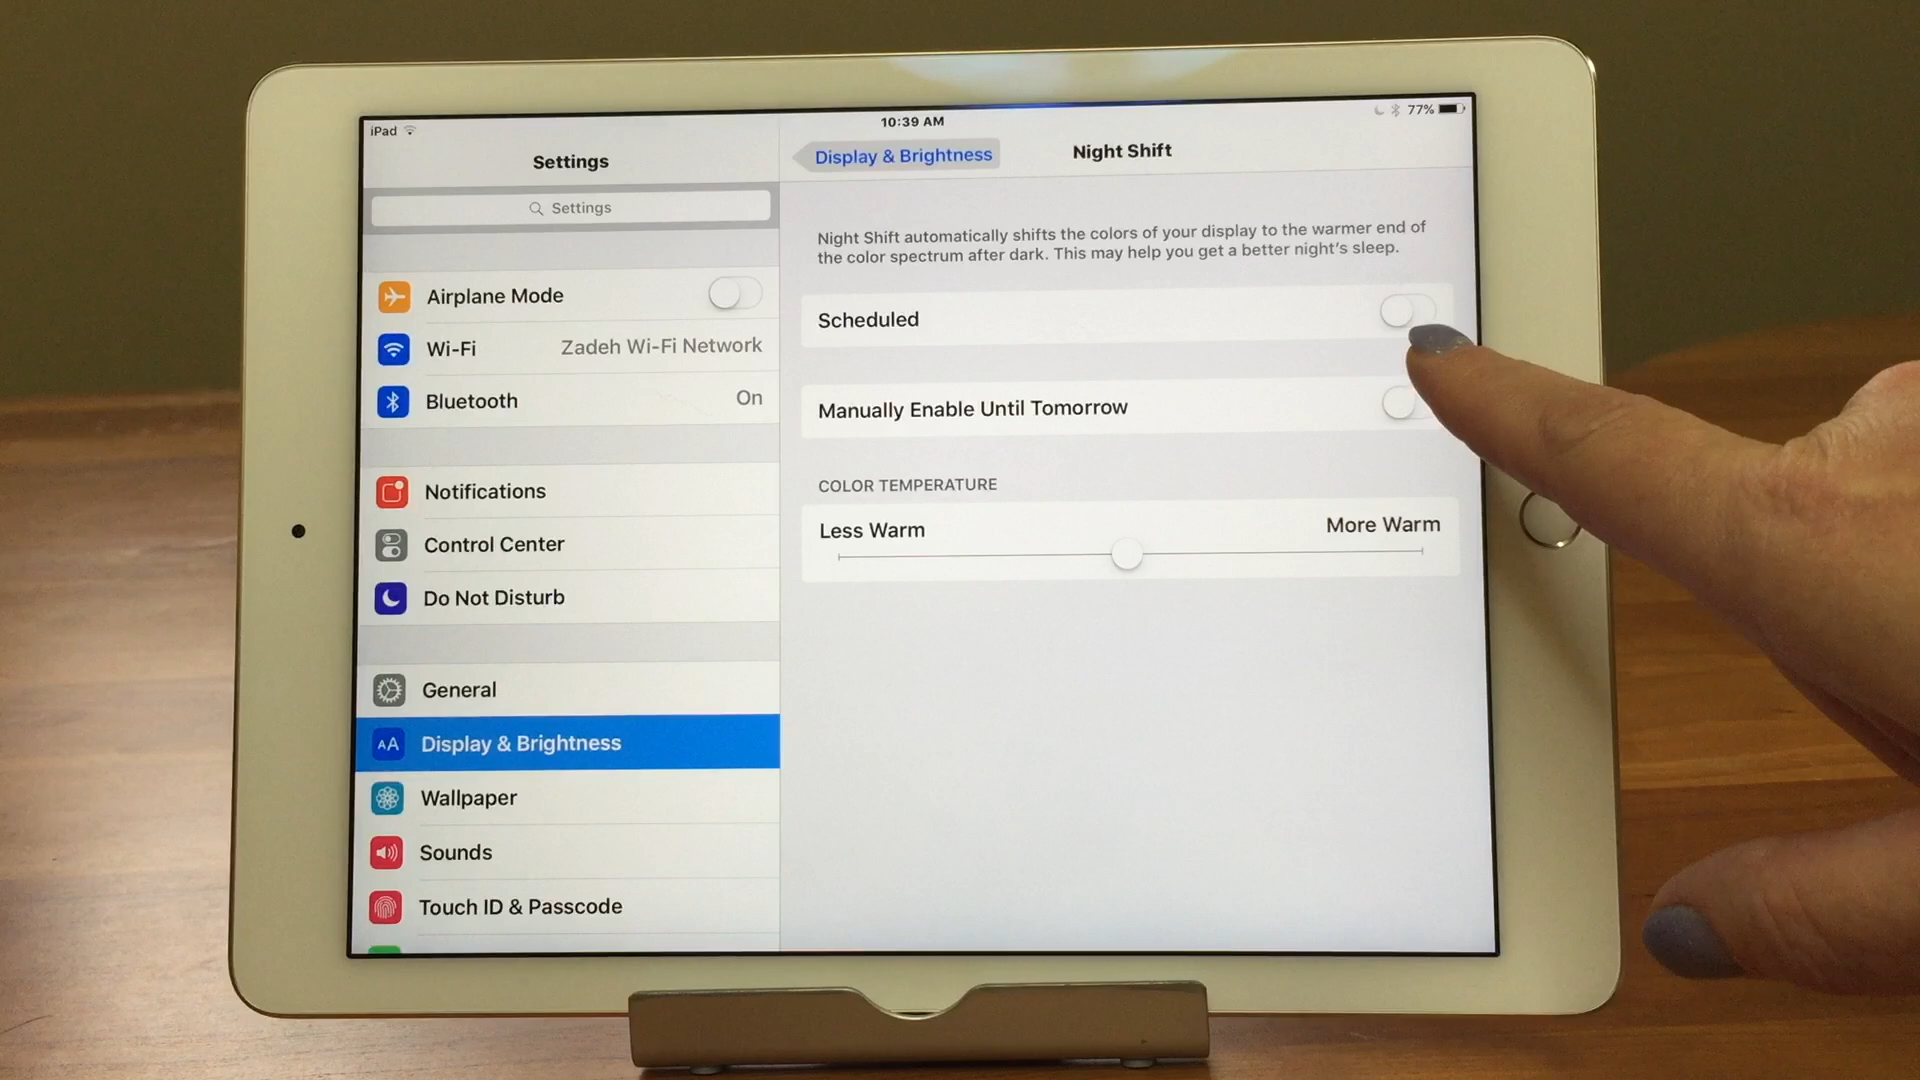 iPad
10:39 AM
77%
Settings
Display & Brightness
Night Shift
Settings
Night Shift automatically shifts the colors of your display to the warmer end of
the color spectrum after dark. This may help you get a better night's sleep.
Airplane Mode
Wi-Fi Zadeh Wi-Fi Network
Bluetooth On
Notifications
Control Center
Do Not Disturb
General
AA Display & Brightness
Wallpaper
Sounds
Touch ID & Passcode
Scheduled
Manually Enable Until Tomorrow
COLOR TEMPERATURE
Less Warm More Warm